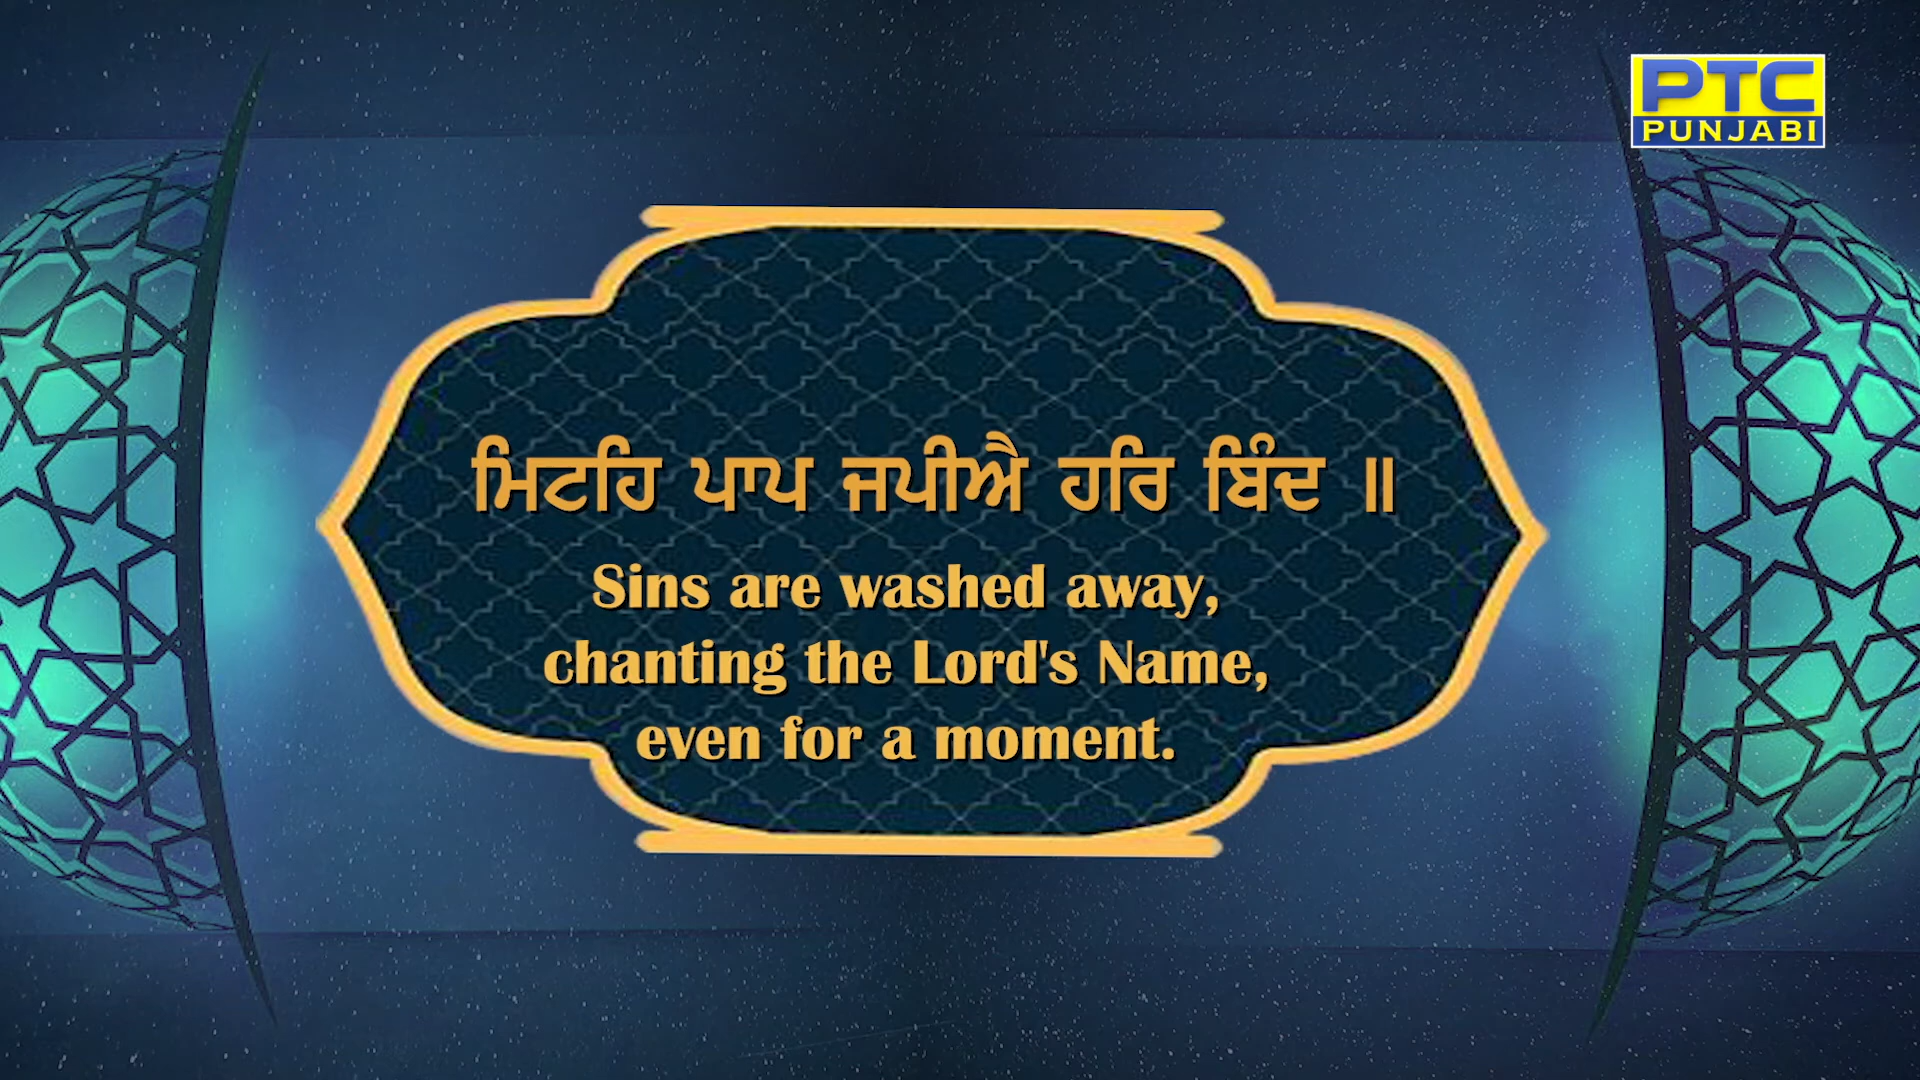 PTC
PUNJABI
ਮਿਟਹਿ ਪਾਪ ਜਪੀਐ ਹਰਿ ਬਿੰਦ ॥
Sins are washed away,
chanting the Lord's Name,
even for a moment.